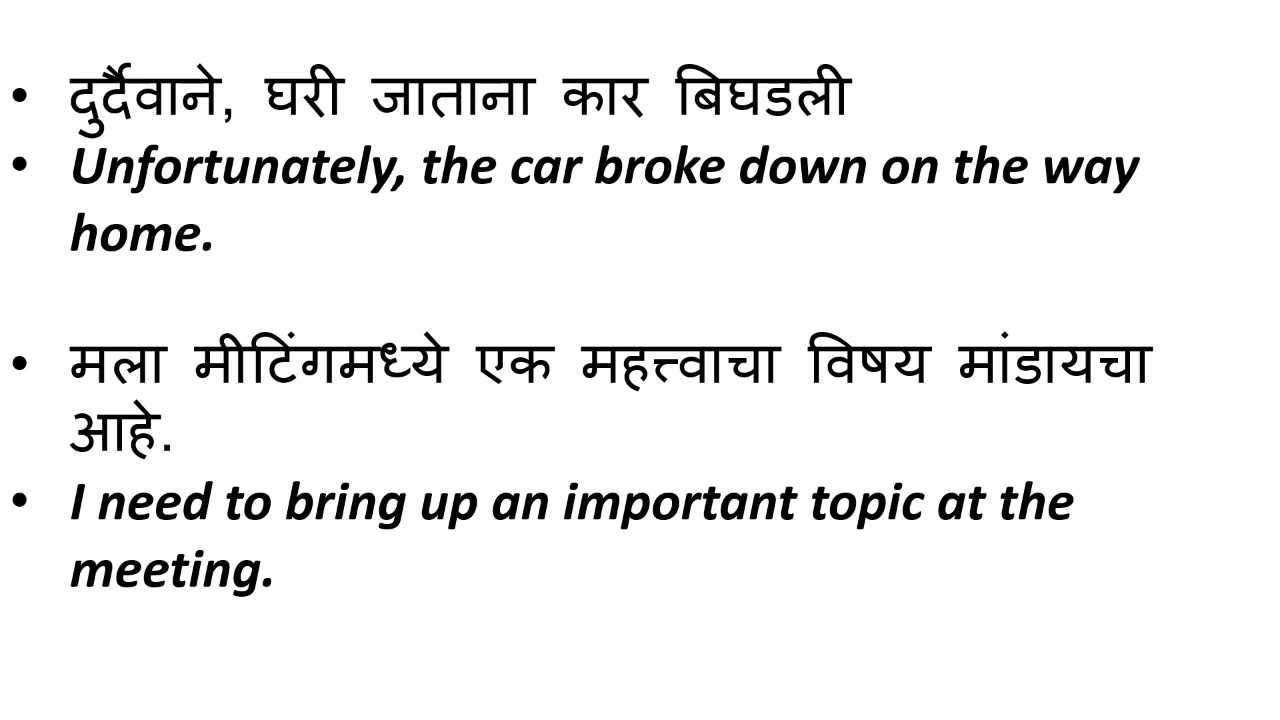 • दुर्दैवाने, घरी जाताना कार बिघडली
• Unfortunately, the car broke down on the way
home.
• मला मीटिंगमध्ये एक महत्त्वाचा विषय मांडायचा
आहे.
• I need to bring up an important topic at the
meeting.